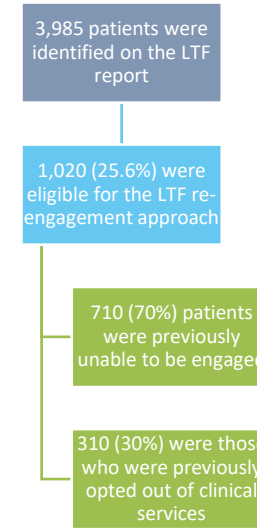 3,985 patients were
identified on the LTF
report
1,020 (25.6%) were
eligible for the LTF re-
engagement approach
710 (70%) patients
were previously
unable to be engaged
310 (30%) were those
who were previously
opted out of clinical
services